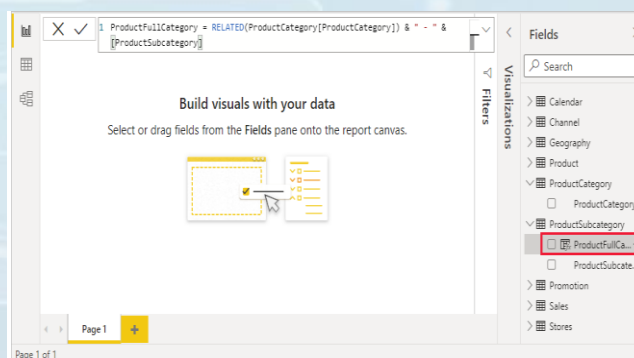 1 ProductFullCategory = RELATED(ProductCategory[ProductCategory]) & " - " &
[ProductSubcategory]
Build visuals with your data
Select or drag fields from the Fields pane onto the report canvas.
Filters
Visualizations
Fields
Search
Calendar
Channel
Geography
Product
ProductCategory
ProductCategory
ProductSubcategory
ProductFullCa...
ProductSubcate...
Promotion
Sales
Stores
Page 1
Page 1 of 1